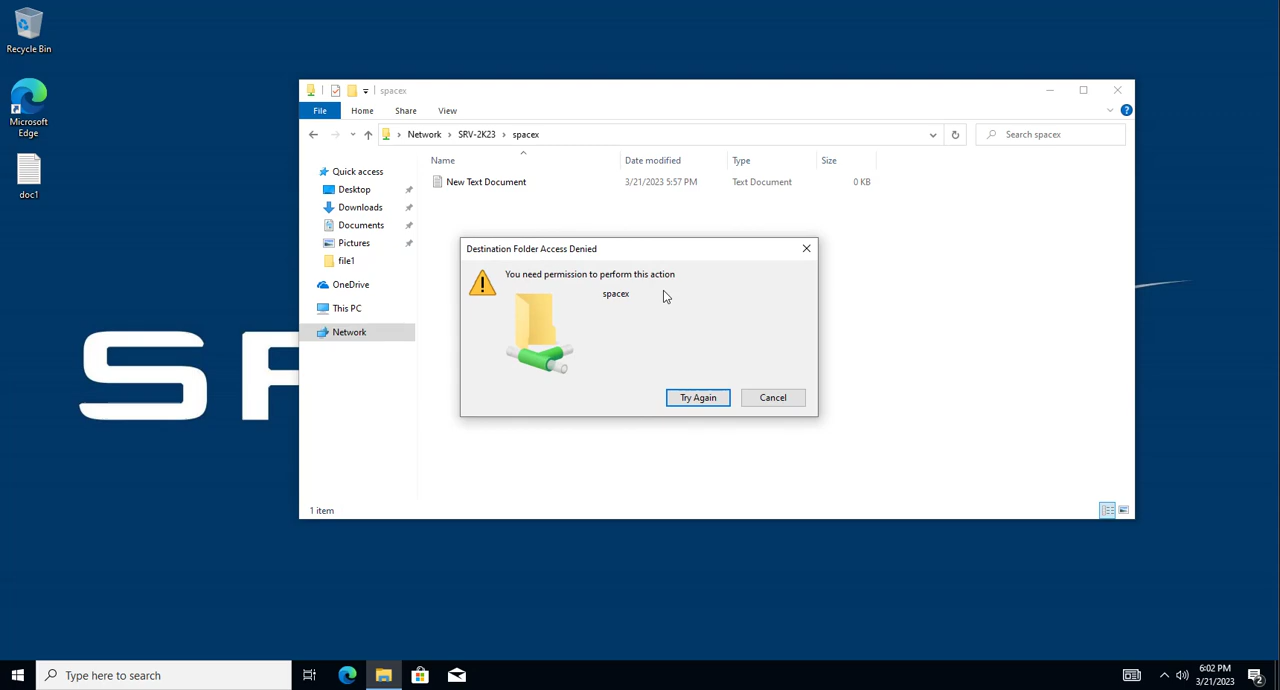 Recycle Bin
Microsoft
Edge
doc1
spacex
File Home Share View
Network SRV-2K23 spacex
Search spacex
Name Date modified Type Size
New Text Document 3/21/2023 5:57 PM Text Document 0 KB
Quick access
Desktop
Downloads
Documents
Pictures
file1
OneDrive
This PC
Network
Destination Folder Access Denied
You need permission to perform this action
spacex
Try Again Cancel
1 item
Type here to search
6:02 PM
3/21/2023
2